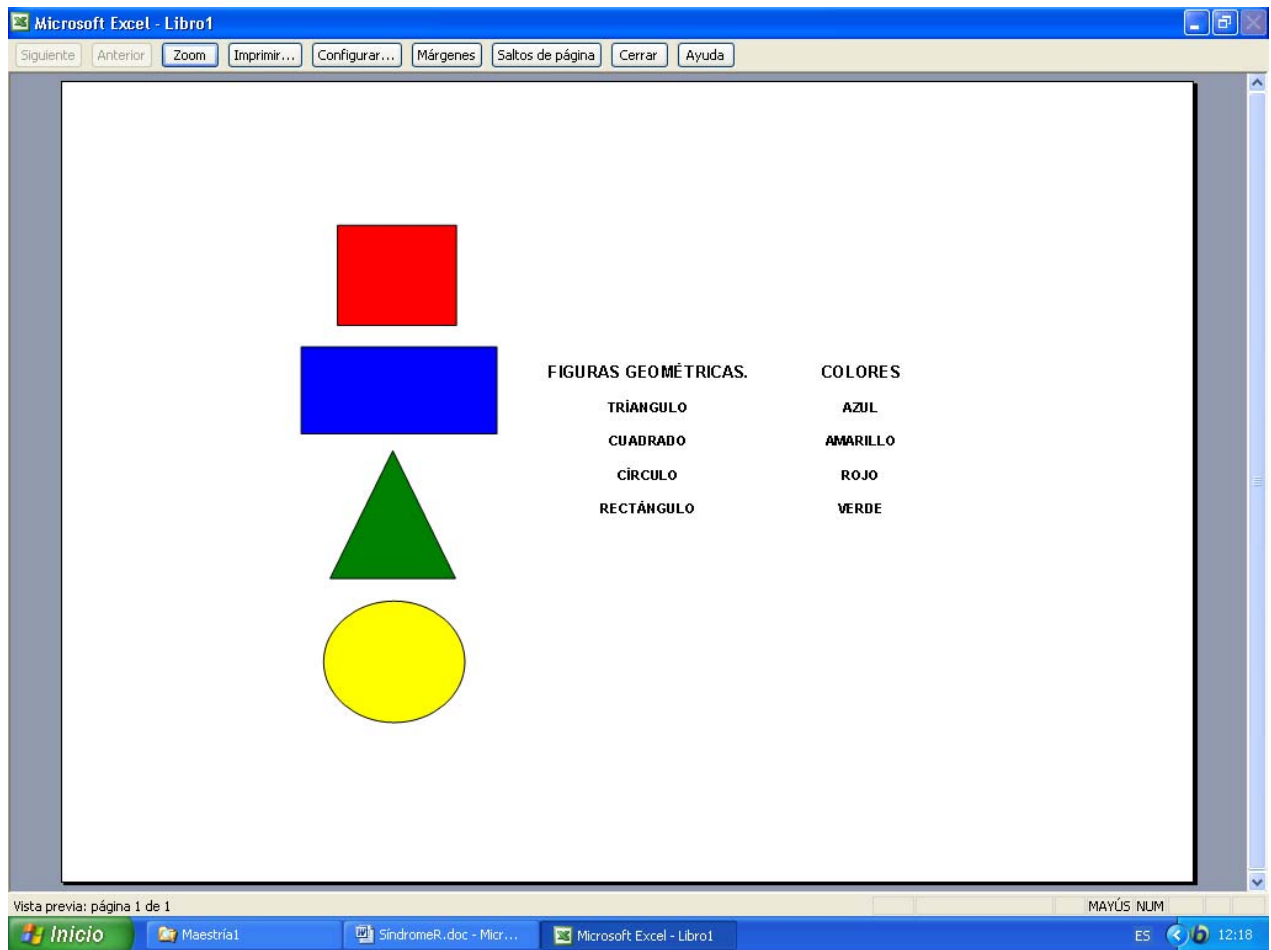 Microsoft Excel - Libro1
Siguiente Anterior Zoom Imprimir... Configurar... Márgenes Saltos de página Cerrar Ayuda
FIGURAS GEOMÉTRICAS. COLORES
TRÍANGULO AZUL
CUADRADO AMARILLO
CÍRCULO ROJO
RECTÁNGULO VERDE
Vista previa: página 1 de 1 MAYÚS NUM
Inicio Maestría1 SíndromeR.doc - Micr... Microsoft Excel - Libro1 ES 12:18